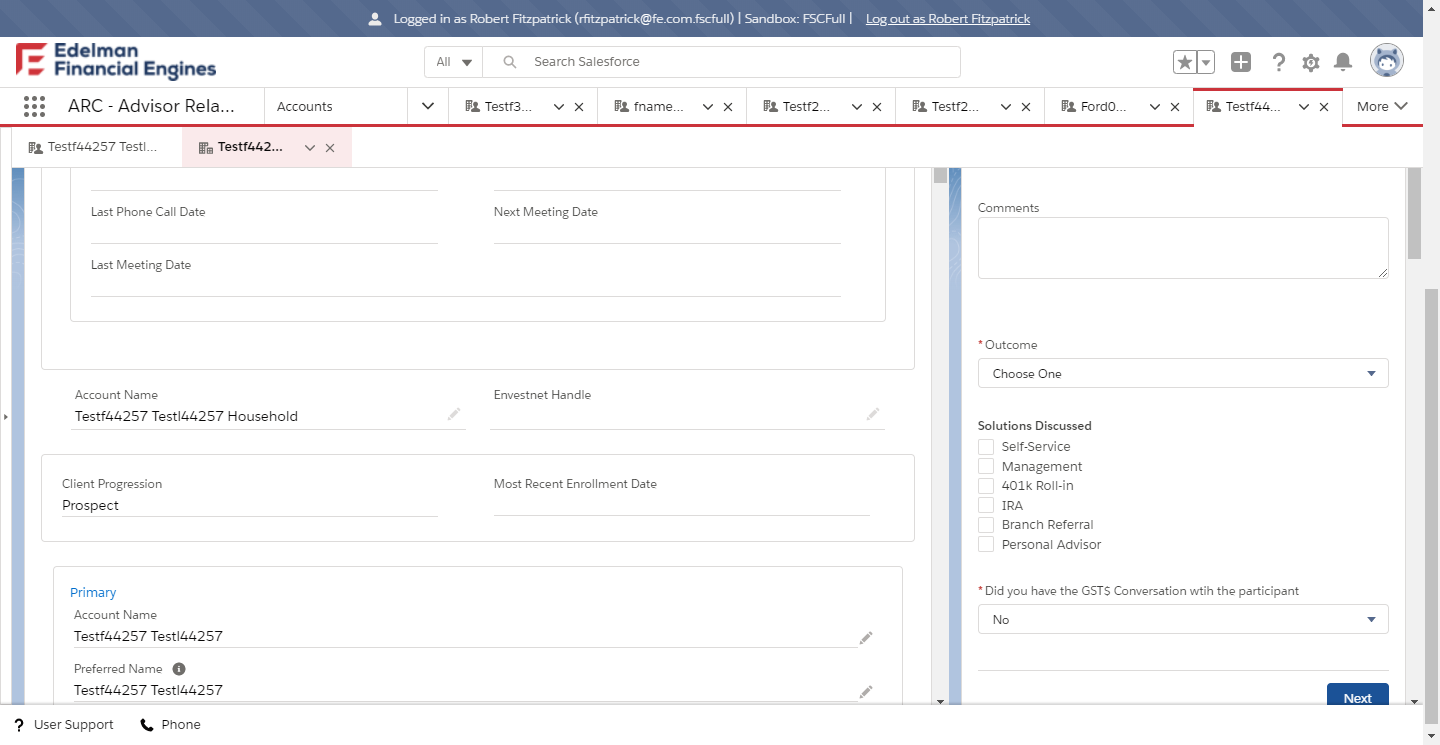 Logged in as Robert Fitzpatrick (rfitzpatrick@fe.com.fscfull) | Sandbox: FSCFull | Log out as Robert Fitzpatrick
Edelman
Financial Engines
All
Search Salesforce
ARC - Advisor Rela...
Accounts
Testf3...
fname...
Testf2...
Testf2...
Ford0...
Testf44...
More
Testf44257 Testl...
Testf442...
Last Phone Call Date
Next Meeting Date
Last Meeting Date
Account Name
Testf44257 Testl44257 Household
Envestnet Handle
Client Progression
Prospect
Most Recent Enrollment Date
Primary
Account Name
Testf44257 Testl44257
Preferred Name
Testf44257 Testl44257
Comments
*Outcome
Choose One
Solutions Discussed
Self-Service
Management
401k Roll-in
IRA
Branch Referral
Personal Advisor
*Did you have the GST$ Conversation wtih the participant
No
Next
User Support
Phone